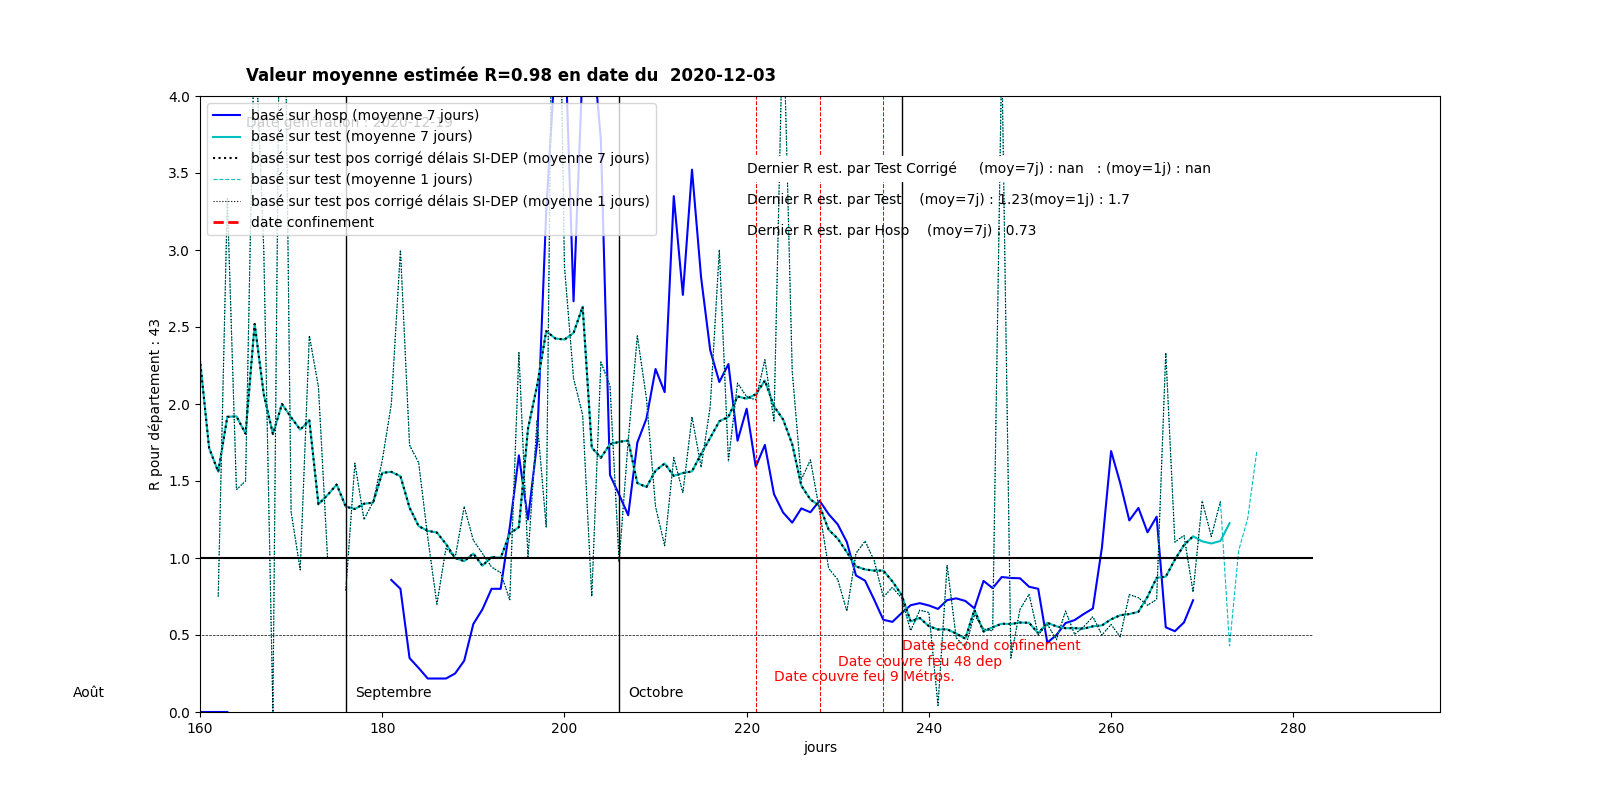 Valeur moyenne estimée R=0.98 en date du  2020-12-03
Date génération : 2020-12-13
basé sur hosp (moyenne 7 jours)
basé sur test (moyenne 7 jours)
basé sur test pos corrigé délais SI-DEP (moyenne 7 jours)
basé sur test (moyenne 1 jours)
basé sur test pos corrigé délais SI-DEP (moyenne 1 jours)
date confinement
Dernier R est. par Test Corrigé     (moy=7j) : nan   : (moy=1j) : nan
Dernier R est. par Test    (moy=7j) : 1.23(moy=1j) : 1.7
Dernier R est. par Hosp    (moy=7j) : 0.73
R pour département : 43
4.0
3.5
3.0
2.5
2.0
1.5
1.0
0.5
0.0
Date second confinement
Date couvre feu 48 dep
Date couvre feu 9 Métros.
Août
Septembre
Octobre
160
180
200
220
240
260
280
jours